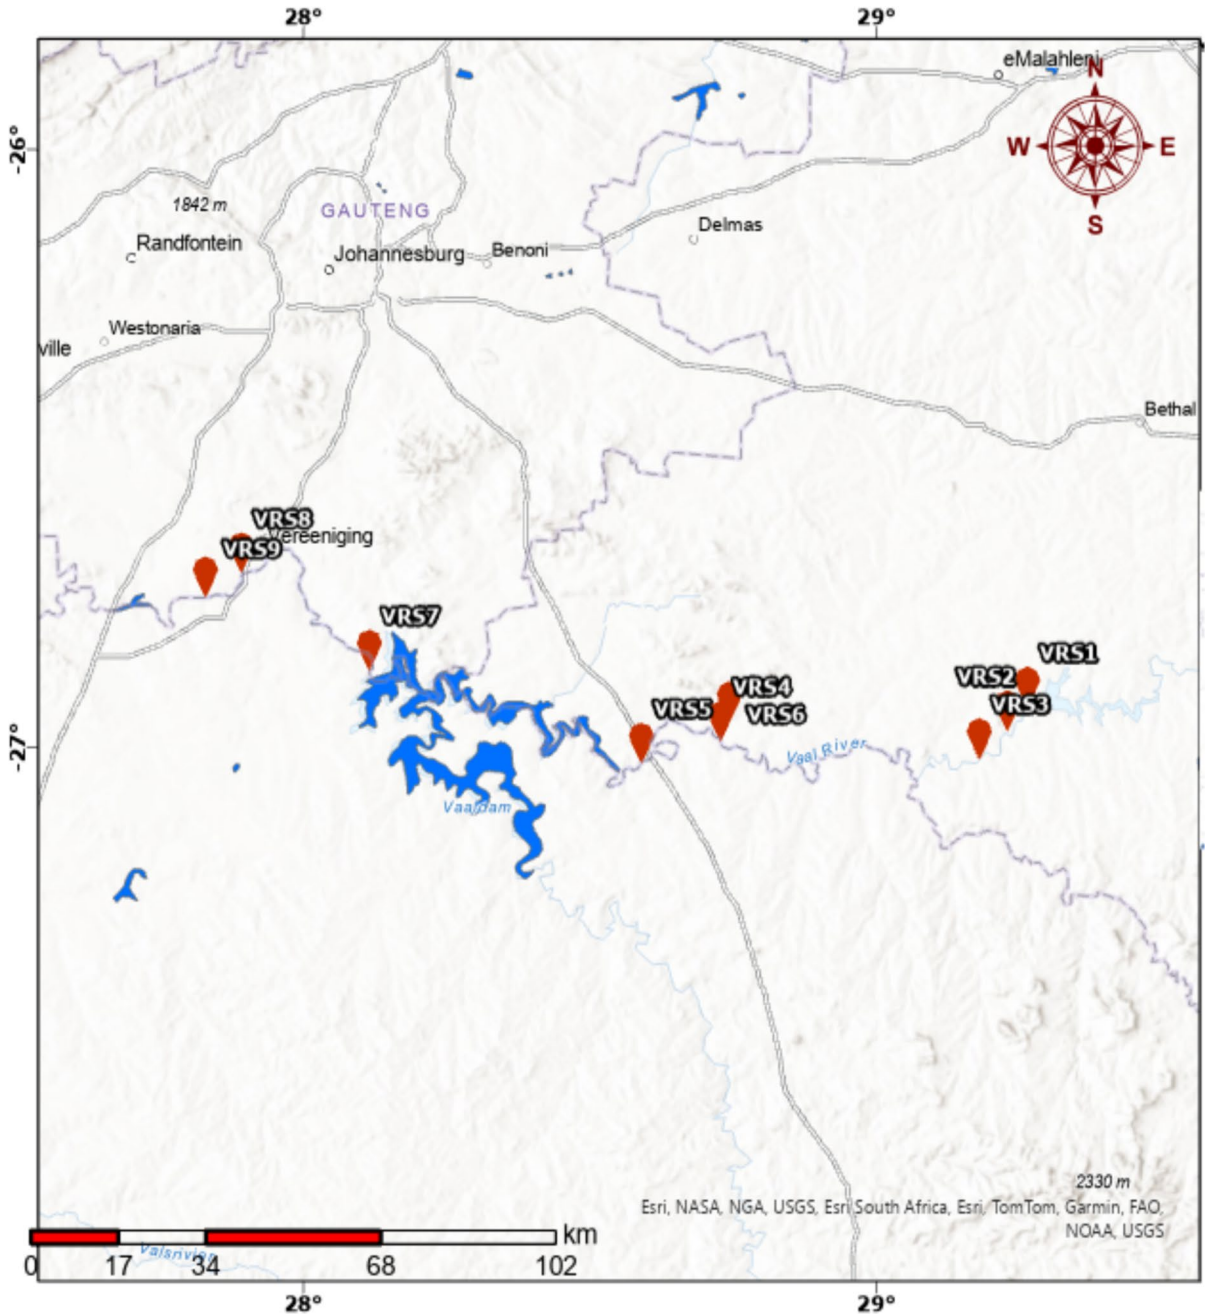 28°
29°
eMalahleni
N
-26°
W
E
1842 m
GAUTENG
S
Delmas
Randfontein
Johannesburg
Benoni
Westonaria
ville
Bethal
VRS8
Vereeniging
VRS9
VRS7
VRS1
VRS2
VRS4
VRS3
VRS5
VRS6
-27°
Vaal River
Vaaldam
2330 m
Esri, NASA, NGA, USGS, Esri South Africa, Esri, TomTom, Garmin, FAO,
NOAA, USGS
km
Valsrivier
0 17 34 68 102
28°
29°